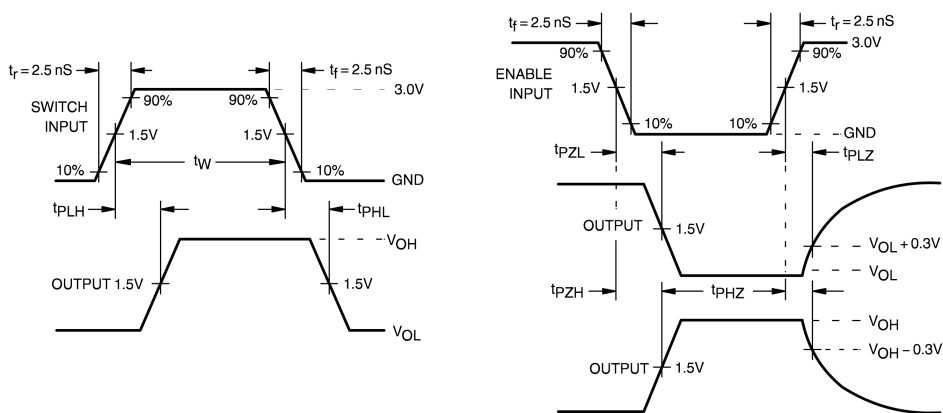 tr = 2.5 nS
tf = 2.5 nS
3.0V
SWITCH
INPUT
90%
90%
1.5V
1.5V
tW
10%
10%
GND
tPLH
tPHL
VOH
OUTPUT 1.5V
1.5V
VOL
tf = 2.5 nS
tr = 2.5 nS
3.0V
90%
90%
ENABLE
INPUT
1.5V
1.5V
10%
10%
GND
tPZL
tPLZ
OUTPUT
1.5V
VOL + 0.3V
VOL
tPZH
tPHZ
VOH
VOH – 0.3V
OUTPUT
1.5V